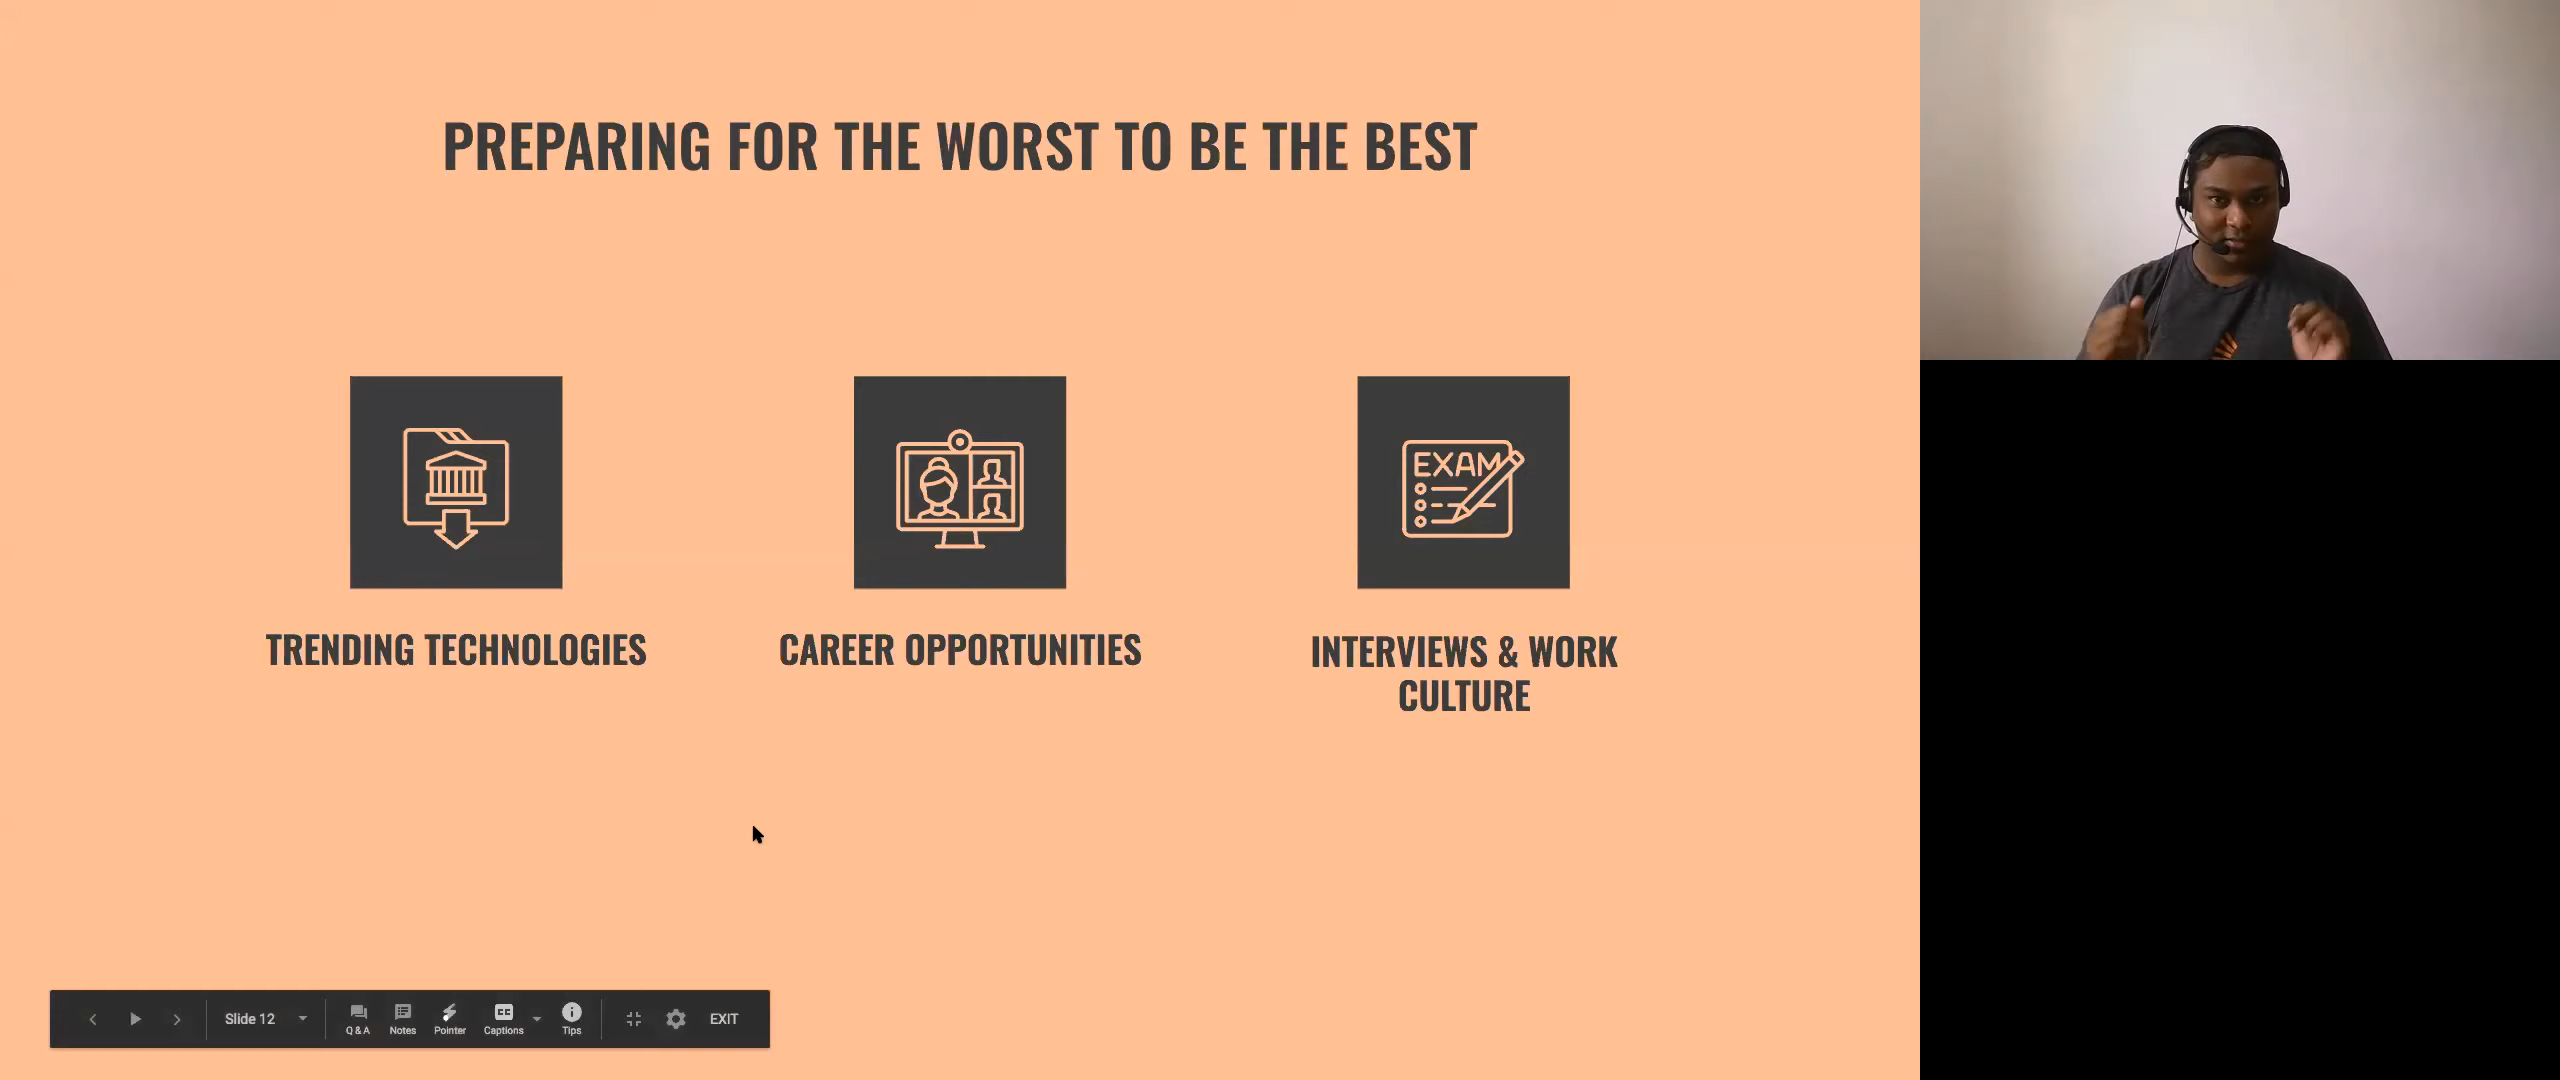 PREPARING FOR THE WORST TO BE THE BEST
EXAM
TRENDING TECHNOLOGIES
CAREER OPPORTUNITIES
INTERVIEWS & WORK
CULTURE
Slide 12
Q & A
Notes
Pointer
CC
Captions
Tips
EXIT